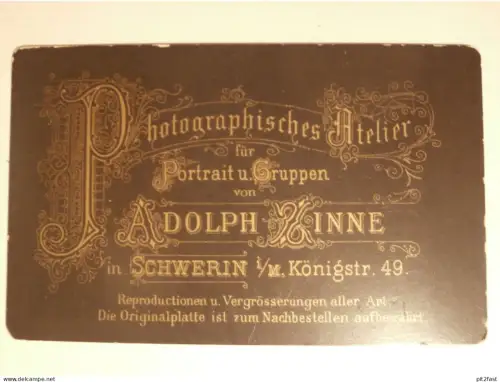 Photographisches Atelier
für
Portrait u. Gruppen
von
ADOLPH ZINNE
in SCHWERIN i/M, Königstr. 49.
Reproductionen u. Vergrösserungen aller Art.
Die Originalplatte ist zum Nachbestellen aufbewahrt.
pit2fast